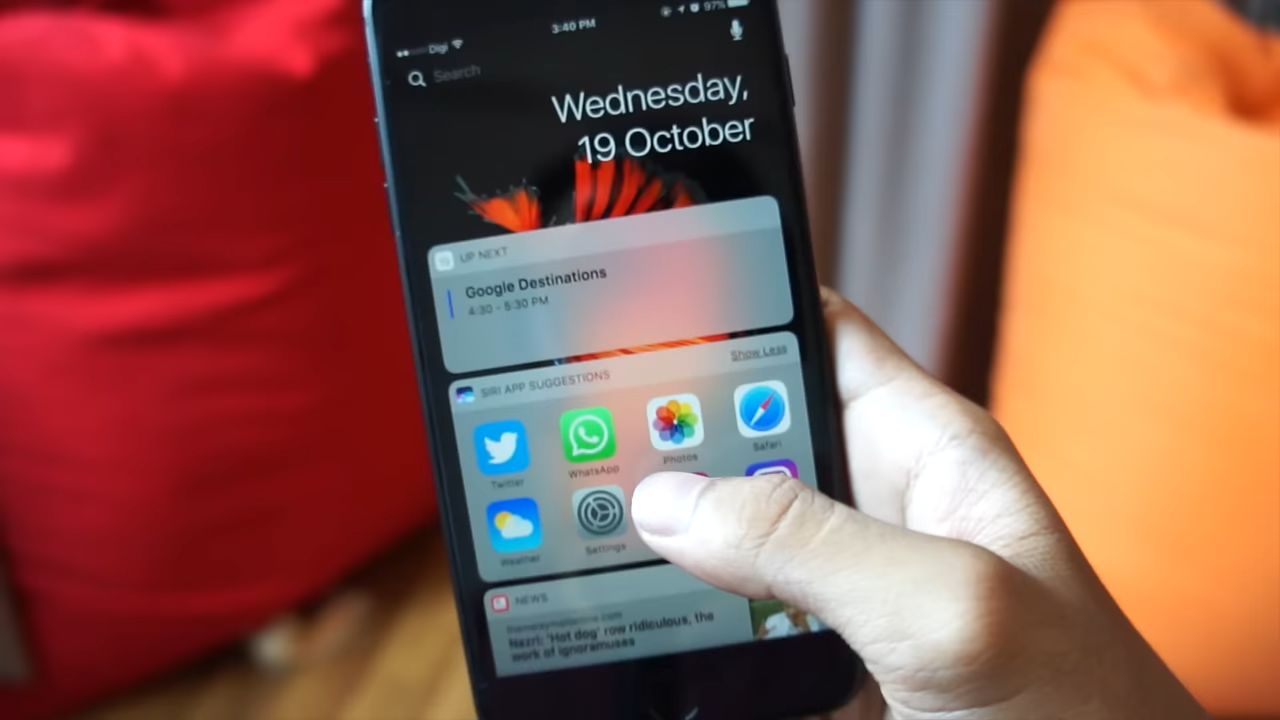 Digi
3:40 PM
97%
Search
Wednesday,
19 October
UP NEXT
Google Destinations
4:30 - 5:30 PM
Show Less
SIRI APP SUGGESTIONS
Twitter
WhatsApp
Photos
Safari
Weather
Settings
NEWS
Nazri: 'Hot dog' row ridiculous, the
work of ignoramuses